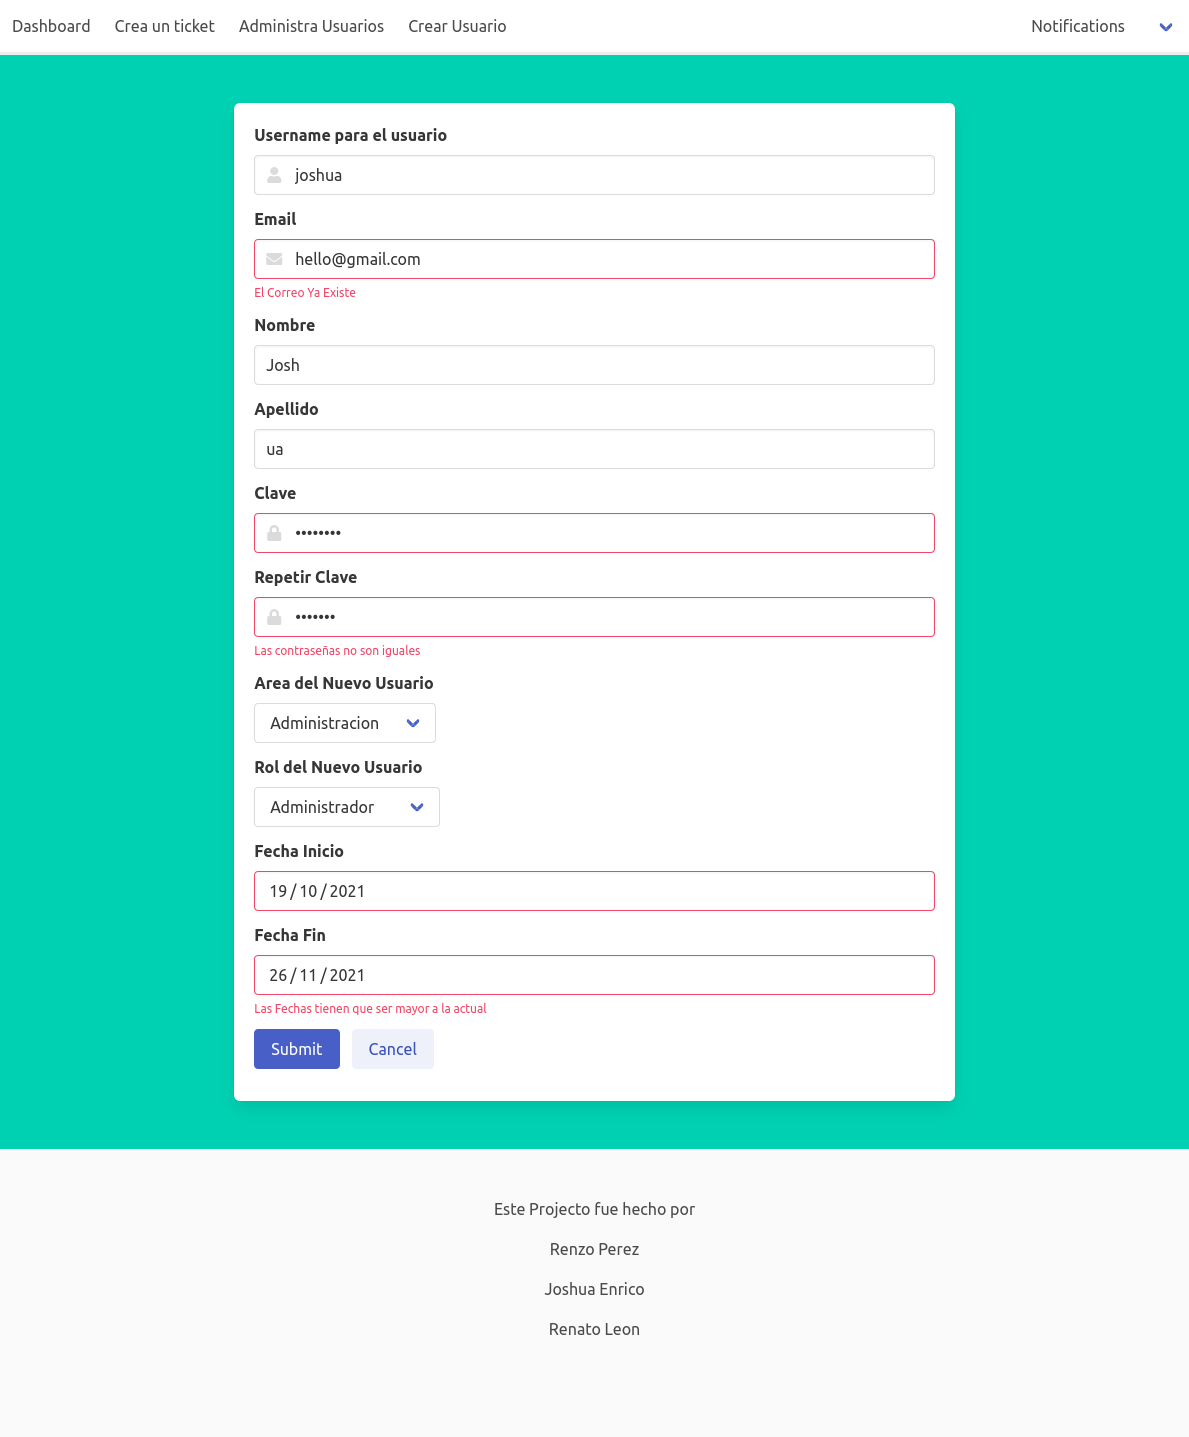 Dashboard Crea un ticket Administra Usuarios Crear Usuario Notifications
Username para el usuario
joshua
Email
hello@gmail.com
El Correo Ya Existe
Nombre
Josh
Apellido
ua
Clave
••••••••
Repetir Clave
•••••••
Las contraseñas no son iguales
Area del Nuevo Usuario
Administracion
Rol del Nuevo Usuario
Administrador
Fecha Inicio
19 / 10 / 2021
Fecha Fin
26 / 11 / 2021
Las Fechas tienen que ser mayor a la actual
Submit Cancel
Este Projecto fue hecho por
Renzo Perez
Joshua Enrico
Renato Leon